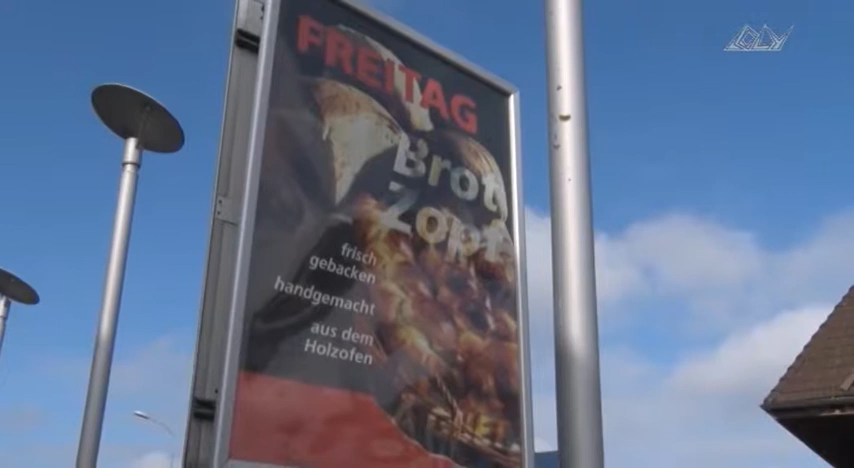 FREITAG
Brot
Zopf
frisch
gebacken
handgemacht
aus dem
Holzofen